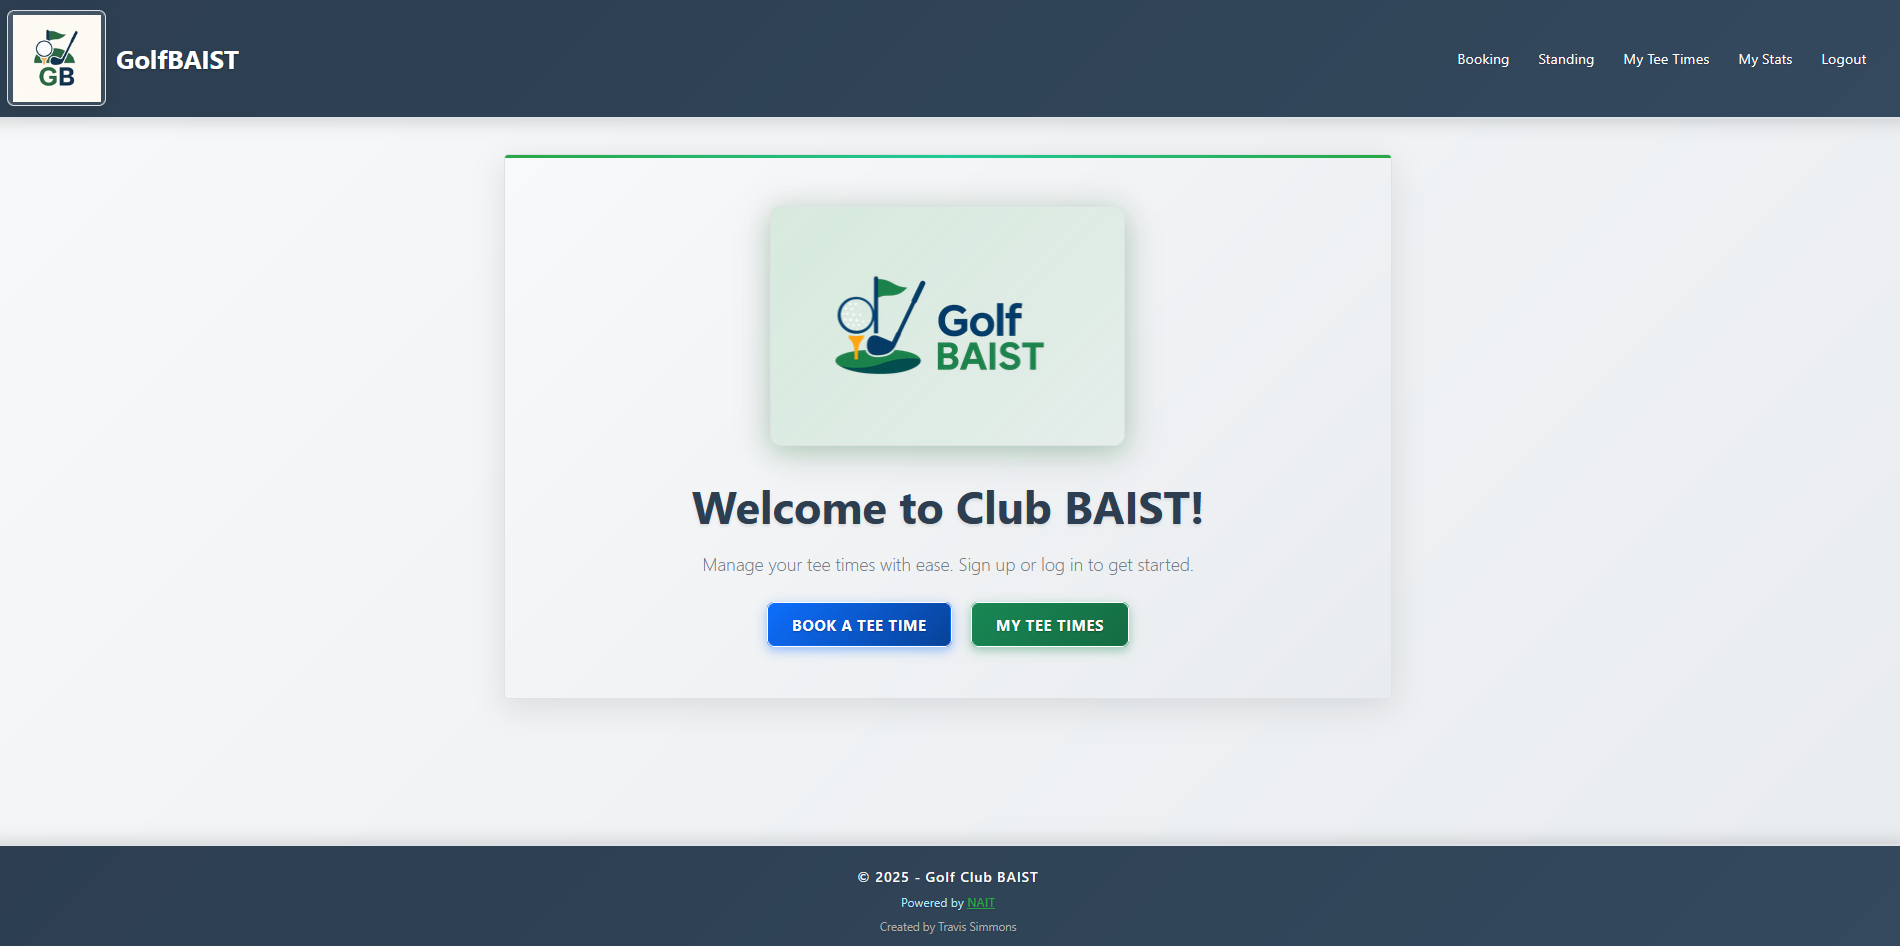 GB
GolfBAIST
Booking
Standing
My Tee Times
My Stats
Logout
Golf
BAIST
Welcome to Club BAIST!
Manage your tee times with ease. Sign up or log in to get started.
BOOK A TEE TIME
MY TEE TIMES
© 2025 - Golf Club BAIST
Powered by NAIT
Created by Travis Simmons